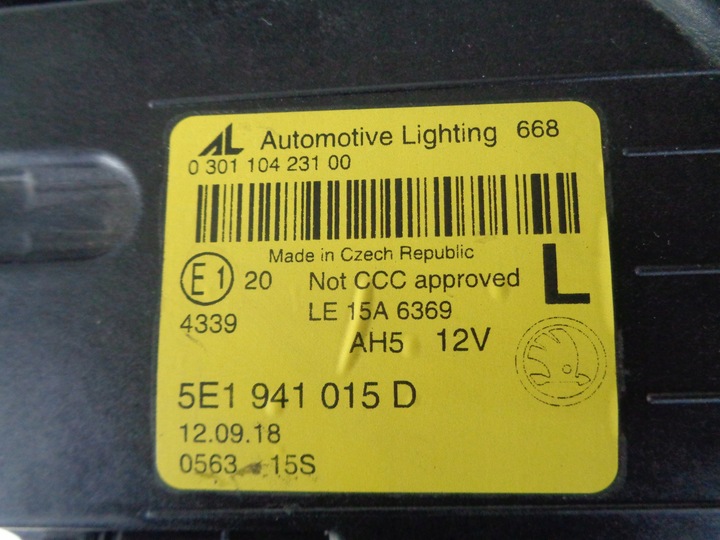 AL Automotive Lighting 668
0 301 104 231 00
Made in Czech Republic
E1 20 Not CCC approved L
4339 LE 15A 6369
AH5 12V
5E1 941 015 D
12.09.18
0563 15S